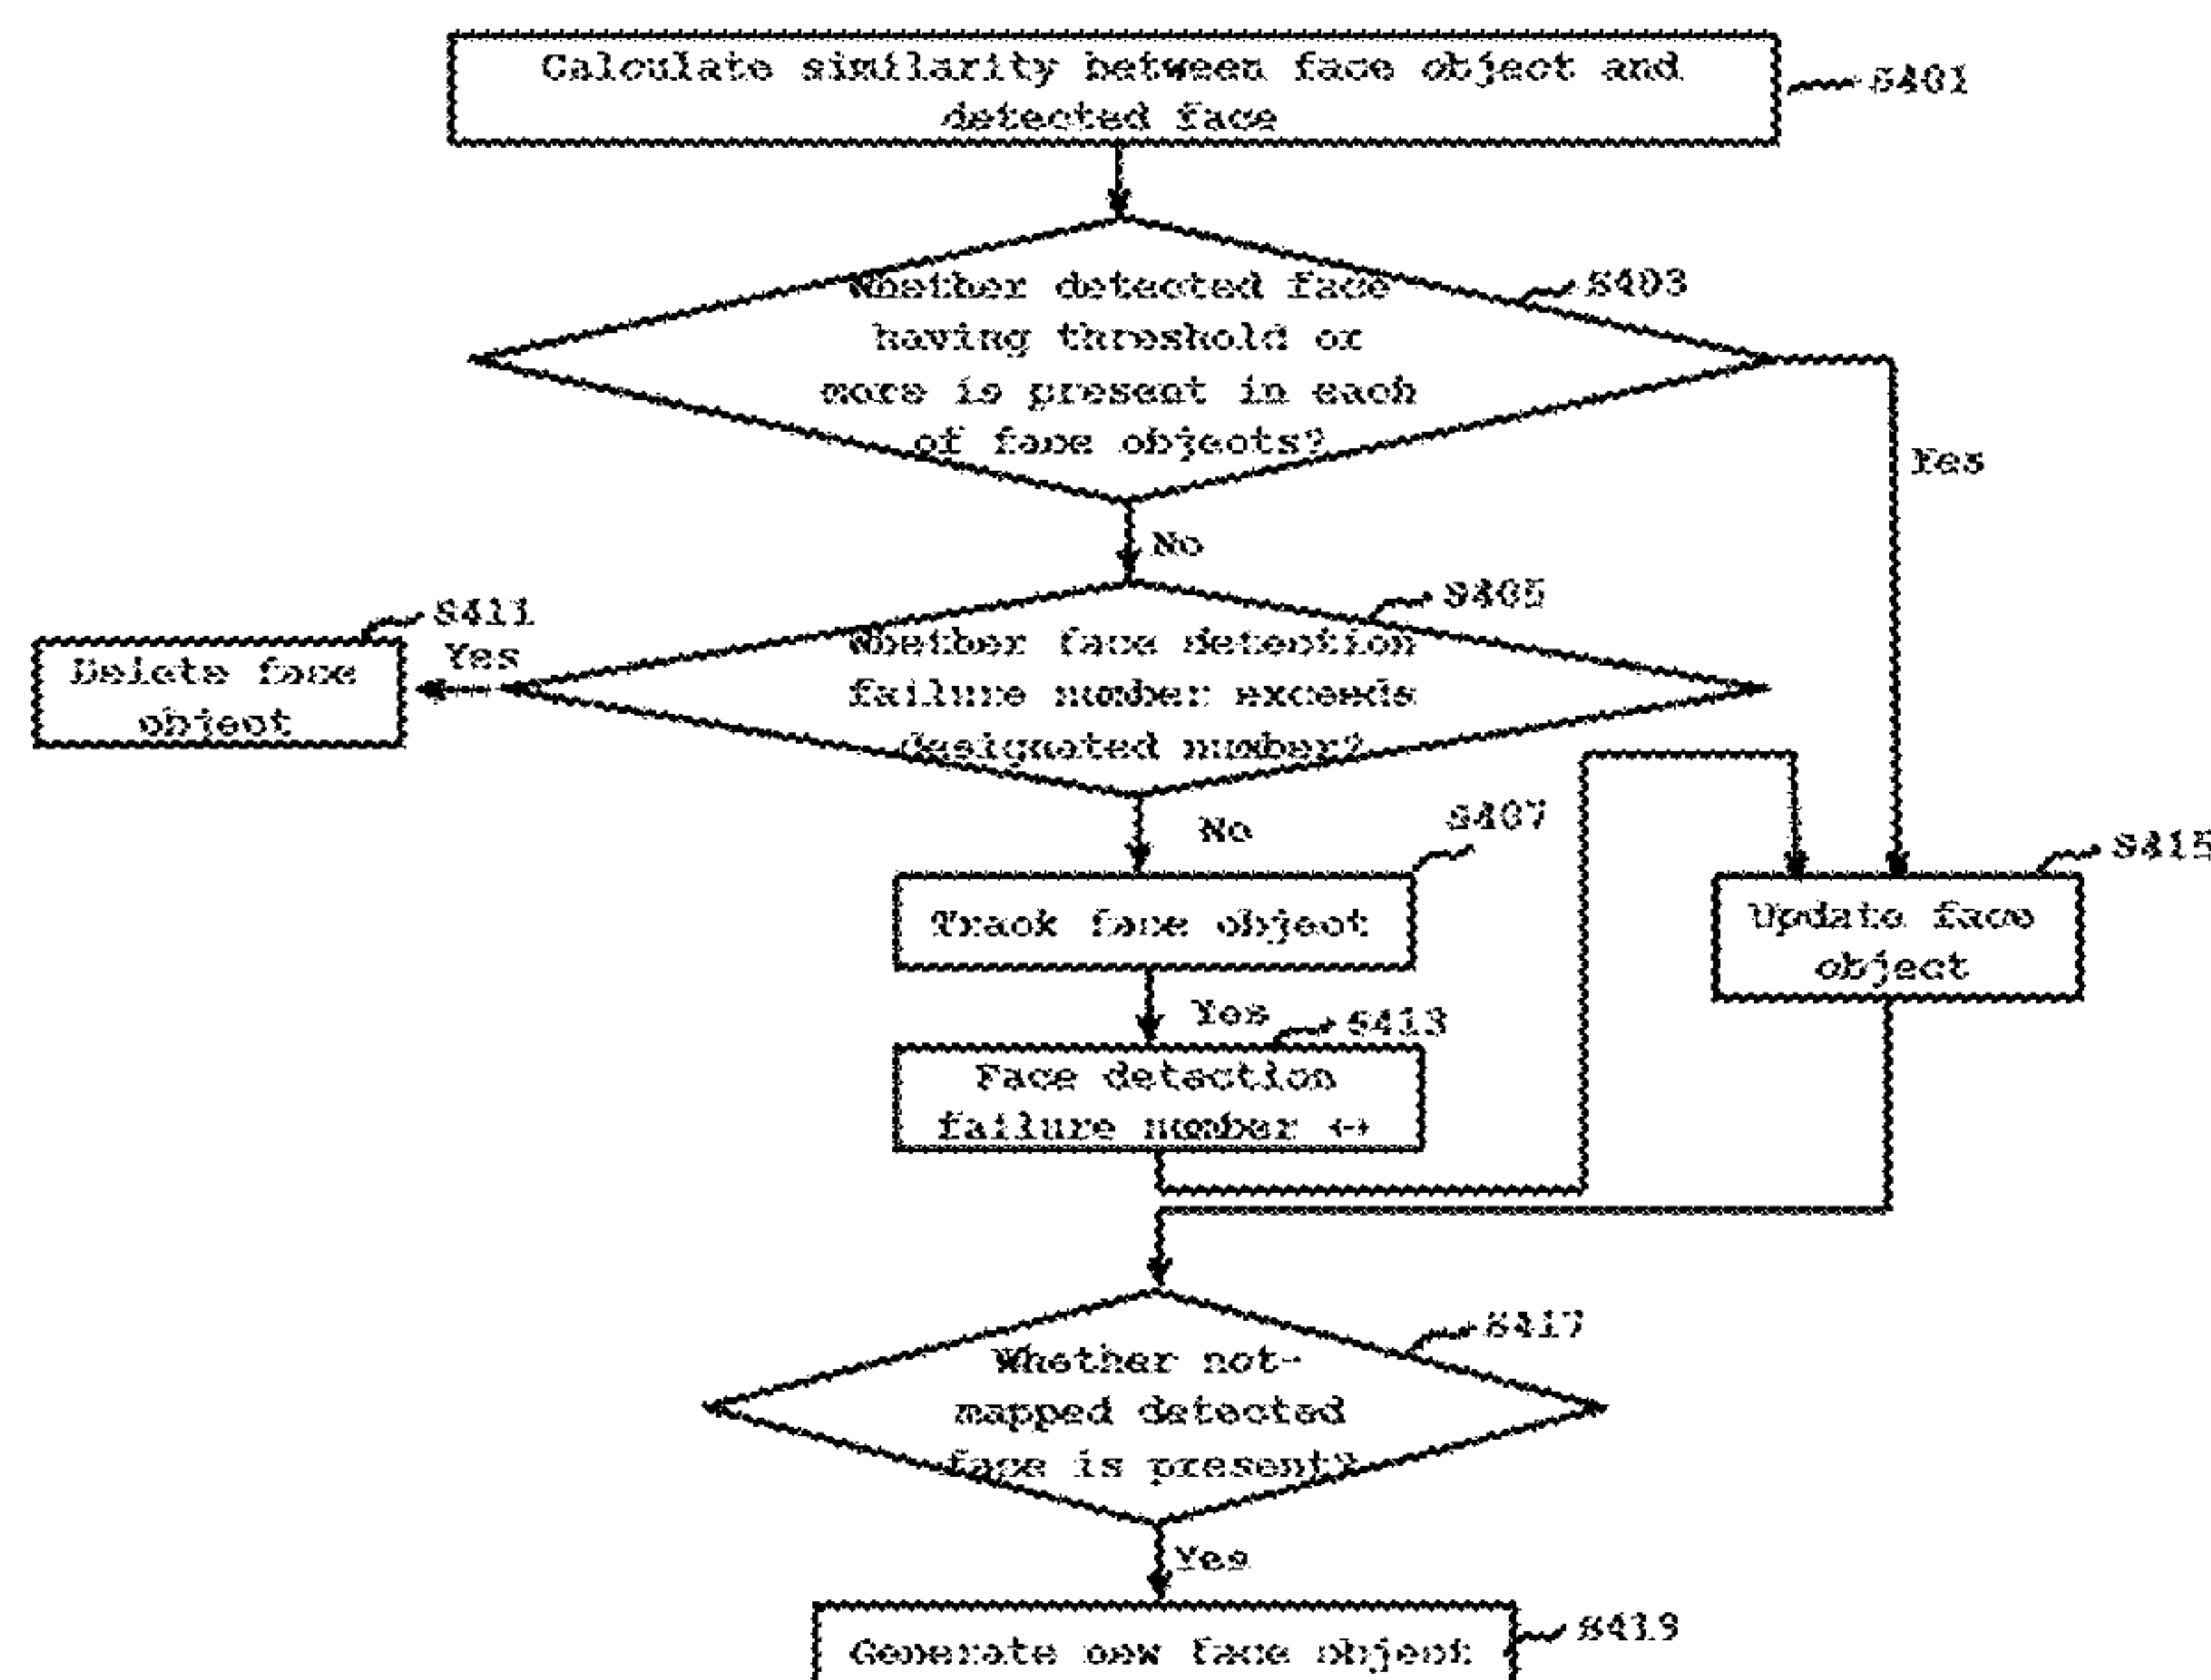 Calculate similarity between face object and
detected face
S401
Whether detected face
having threshold or
more is present in each
of face objects?
S403
Yes
No
S405
Whether face detection
failure number exceeds
designated number?
S411
Yes
Delete face
object
No
S407
Track face object
S415
Update face
object
Yes
S413
Face detection
failure number
S417
Whether not-
mapped detected
face is present?
Yes
Generate new face object
S419